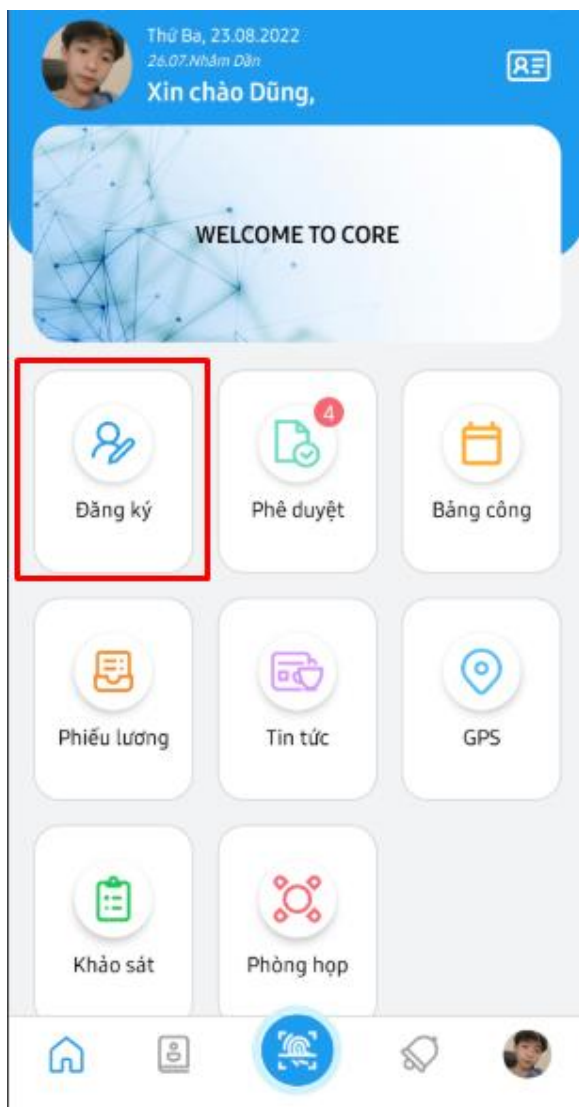 Thứ Ba, 23.08.2022
26.07.Nhâm Dần
Xin chào Dũng,
WELCOME TO CORE
4
Đăng ký
Phê duyệt
Bảng công
Phiếu lương
Tin tức
GPS
Khảo sát
Phòng họp